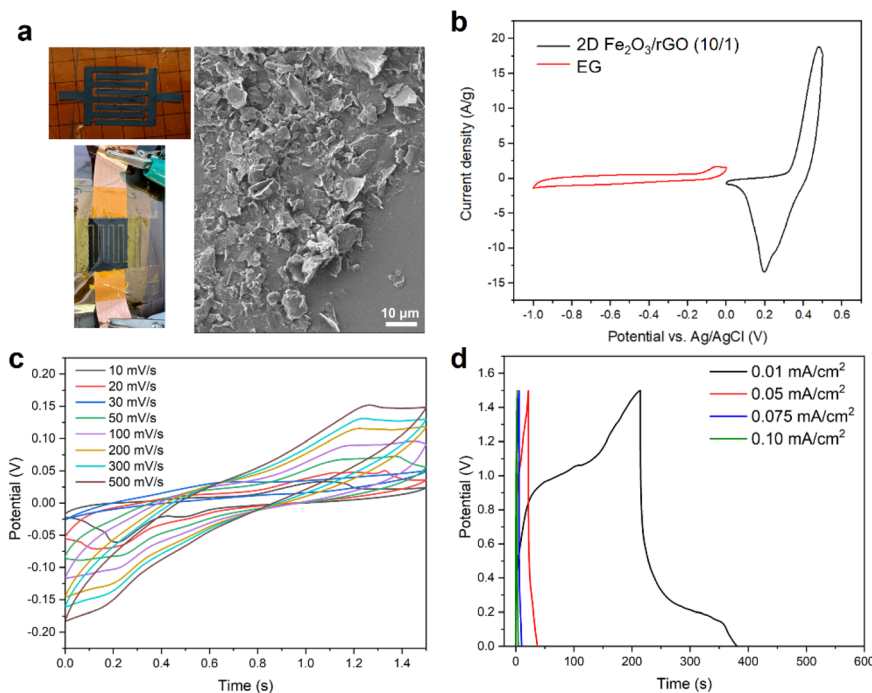 a
10 μm
b
2D Fe₂O₃/rGO (10/1)
EG
Current density (A/g)
20
15
10
5
0
-5
-10
-15
-1.0 -0.8 -0.6 -0.4 -0.2 0.0 0.2 0.4 0.6
Potential vs. Ag/AgCl (V)
c
10 mV/s
20 mV/s
30 mV/s
50 mV/s
100 mV/s
200 mV/s
300 mV/s
500 mV/s
Potential (V)
0.20
0.15
0.10
0.05
0.00
-0.05
-0.10
-0.15
-0.20
0.0 0.2 0.4 0.6 0.8 1.0 1.2 1.4
Time (s)
d
0.01 mA/cm²
0.05 mA/cm²
0.075 mA/cm²
0.10 mA/cm²
Potential (V)
1.6
1.4
1.2
1.0
0.8
0.6
0.4
0.2
0.0
0 100 200 300 400 500 600
Time (s)